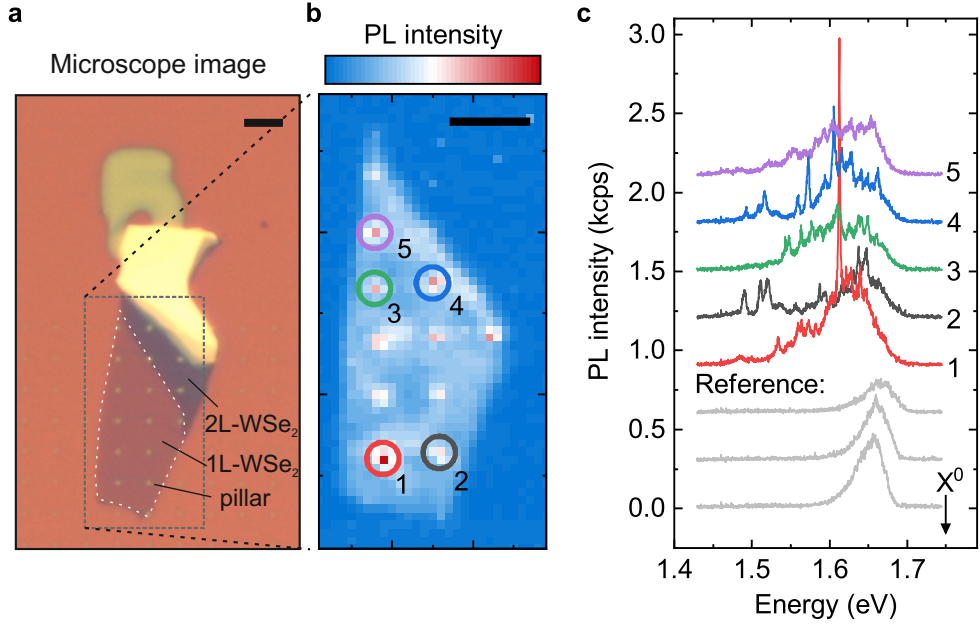 a
Microscope image
2L-WSe₂
1L-WSe₂
pillar
b
PL intensity
5
3
4
1
2
c
PL intensity (kcps)
3.0
2.5
2.0
1.5
1.0
0.5
0.0
5
4
3
2
1
Reference:
X⁰
1.4
1.5
1.6
1.7
Energy (eV)